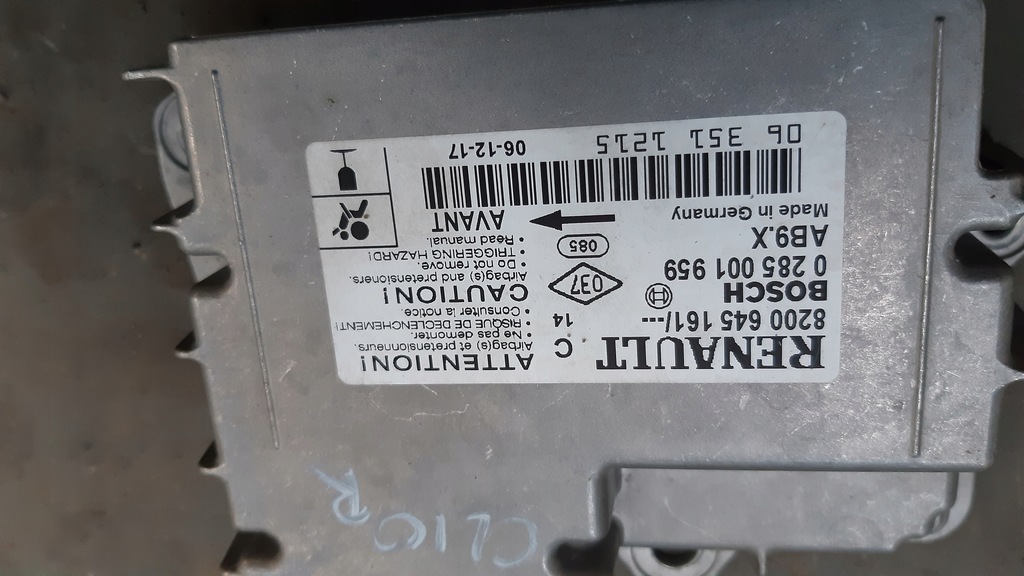 RENAULT C
8200 645 161/--- 14
BOSCH
0 285 001 959
AB9.X
Made in Germany
037
085
AVANT
06 351 1215 06-12-17
ATTENTION!
Airbag(s) et pretensionneurs.
• Ne pas demonter.
• RISQUE DE DECLENCHEMENT!
• Consulter la notice.
CAUTION!
Airbag(s) and pretensioners.
• Do not remove.
• TRIGGERING HAZARD!
• Read manual.
CLIO
R